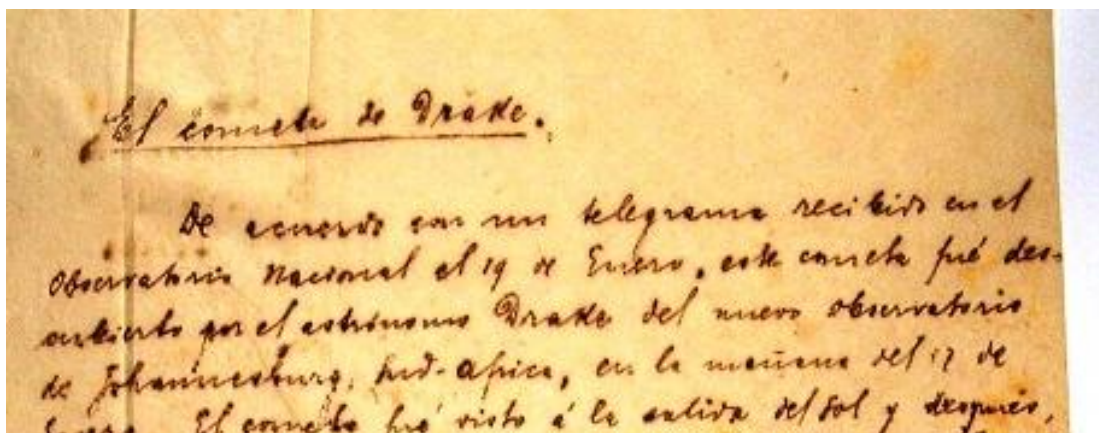 El cometa de Drake.
De acuerdo con un telegrama recibido en el
Observatorio Nacional el 19 de Enero, este cometa fué des-
cubierto por el astrónomo Drake del nuevo Observatorio
de Johannesburg, Sud-Africa, en la mañana del 17 de
Enero. El cometa fué visto á la salida del Sol y después,